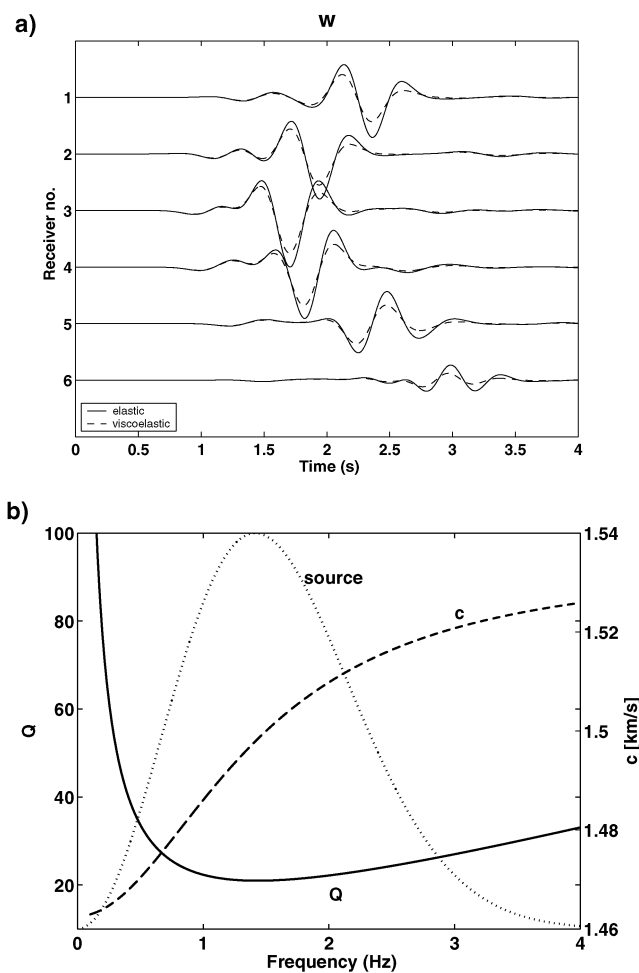 a)
w
Receiver no.
1
2
3
4
5
6
elastic
viscoelastic
0 0.5 1 1.5 2 2.5 3 3.5 4
Time (s)
b)
100
80
60
40
20
Q
source
c
Q
1.54
1.52
1.5
1.48
1.46
c [km/s]
0 1 2 3 4
Frequency (Hz)